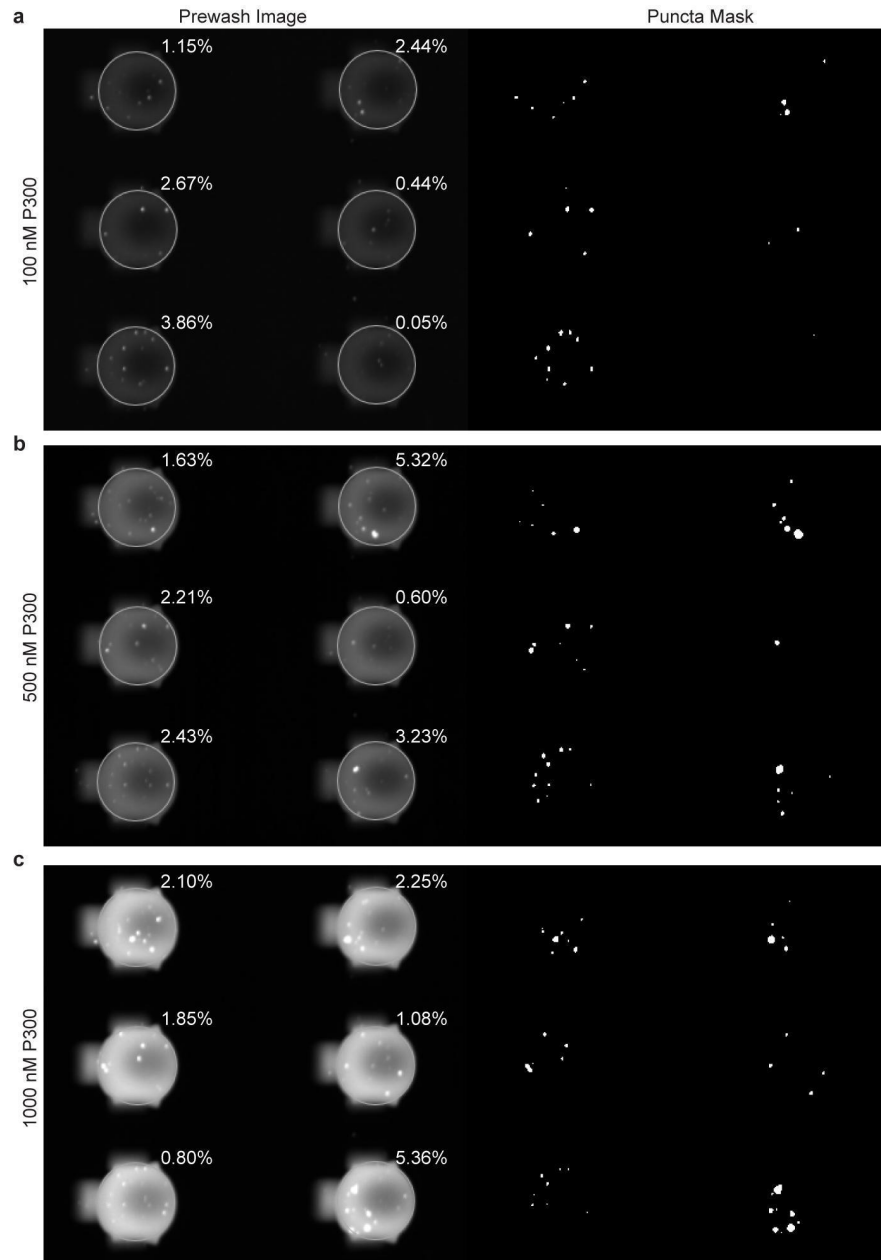 a
Prewash Image
Puncta Mask
100 nM P300
1.15%
2.44%
2.67%
0.44%
3.86%
0.05%
b
500 nM P300
1.63%
5.32%
2.21%
0.60%
2.43%
3.23%
c
1000 nM P300
2.10%
2.25%
1.85%
1.08%
0.80%
5.36%